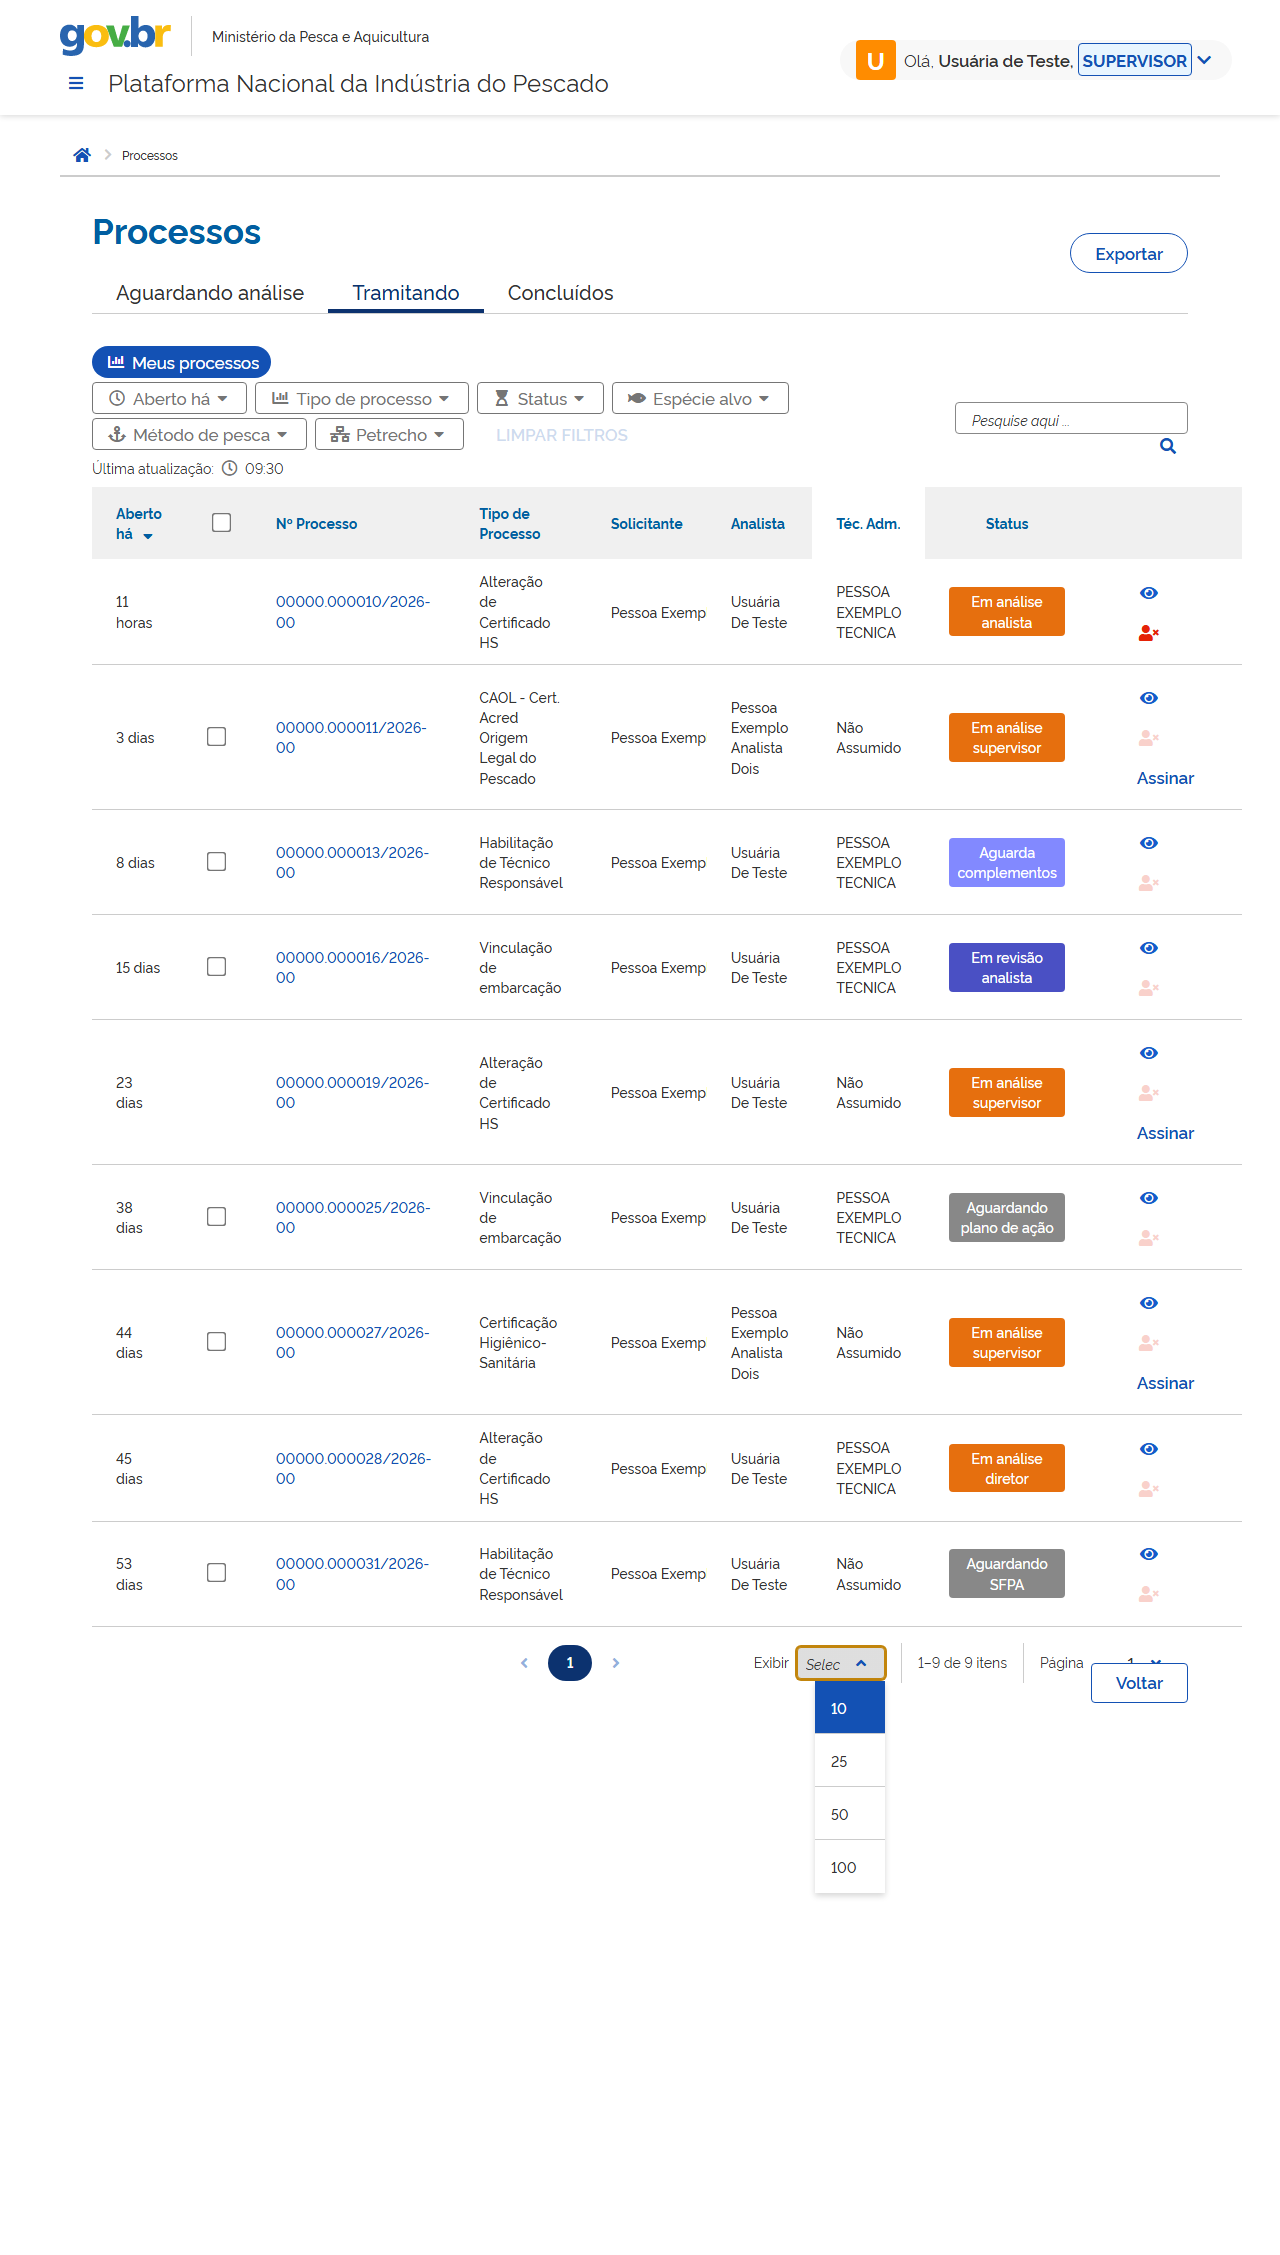 gov.br
Ministério da Pesca e Aquicultura
Plataforma Nacional da Indústria do Pescado
U
Olá, Usuária de Teste, SUPERVISOR
Processos
Processos
Exportar
Aguardando análise
Tramitando
Concluídos
Meus processos
Aberto há
Tipo de processo
Status
Espécie alvo
Método de pesca
Petrecho
LIMPAR FILTROS
Pesquise aqui ...
Última atualização: 09:30
Aberto
há
Nº Processo
Tipo de
Processo
Solicitante
Analista
Téc. Adm.
Status
11
horas
00000.000010/2026-
00
Alteração
de
Certificado
HS
Pessoa Exemp
Usuária
De Teste
PESSOA
EXEMPLO
TECNICA
Em análise
analista
3 dias
00000.000011/2026-
00
CAOL - Cert.
Acred
Origem
Legal do
Pescado
Pessoa Exemp
Pessoa
Exemplo
Analista
Dois
Não
Assumido
Em análise
supervisor
Assinar
8 dias
00000.000013/2026-
00
Habilitação
de Técnico
Responsável
Pessoa Exemp
Usuária
De Teste
PESSOA
EXEMPLO
TECNICA
Aguarda
complementos
15 dias
00000.000016/2026-
00
Vinculação
de
embarcação
Pessoa Exemp
Usuária
De Teste
PESSOA
EXEMPLO
TECNICA
Em revisão
analista
23
dias
00000.000019/2026-
00
Alteração
de
Certificado
HS
Pessoa Exemp
Usuária
De Teste
Não
Assumido
Em análise
supervisor
Assinar
38
dias
00000.000025/2026-
00
Vinculação
de
embarcação
Pessoa Exemp
Usuária
De Teste
PESSOA
EXEMPLO
TECNICA
Aguardando
plano de ação
44
dias
00000.000027/2026-
00
Certificação
Higiênico-
Sanitária
Pessoa Exemp
Pessoa
Exemplo
Analista
Dois
Não
Assumido
Em análise
supervisor
Assinar
45
dias
00000.000028/2026-
00
Alteração
de
Certificado
HS
Pessoa Exemp
Usuária
De Teste
PESSOA
EXEMPLO
TECNICA
Em análise
diretor
53
dias
00000.000031/2026-
00
Habilitação
de Técnico
Responsável
Pessoa Exemp
Usuária
De Teste
Não
Assumido
Aguardando
SFPA
1
Exibir
Selec
1–9 de 9 itens
Página
1
Voltar
10
25
50
100